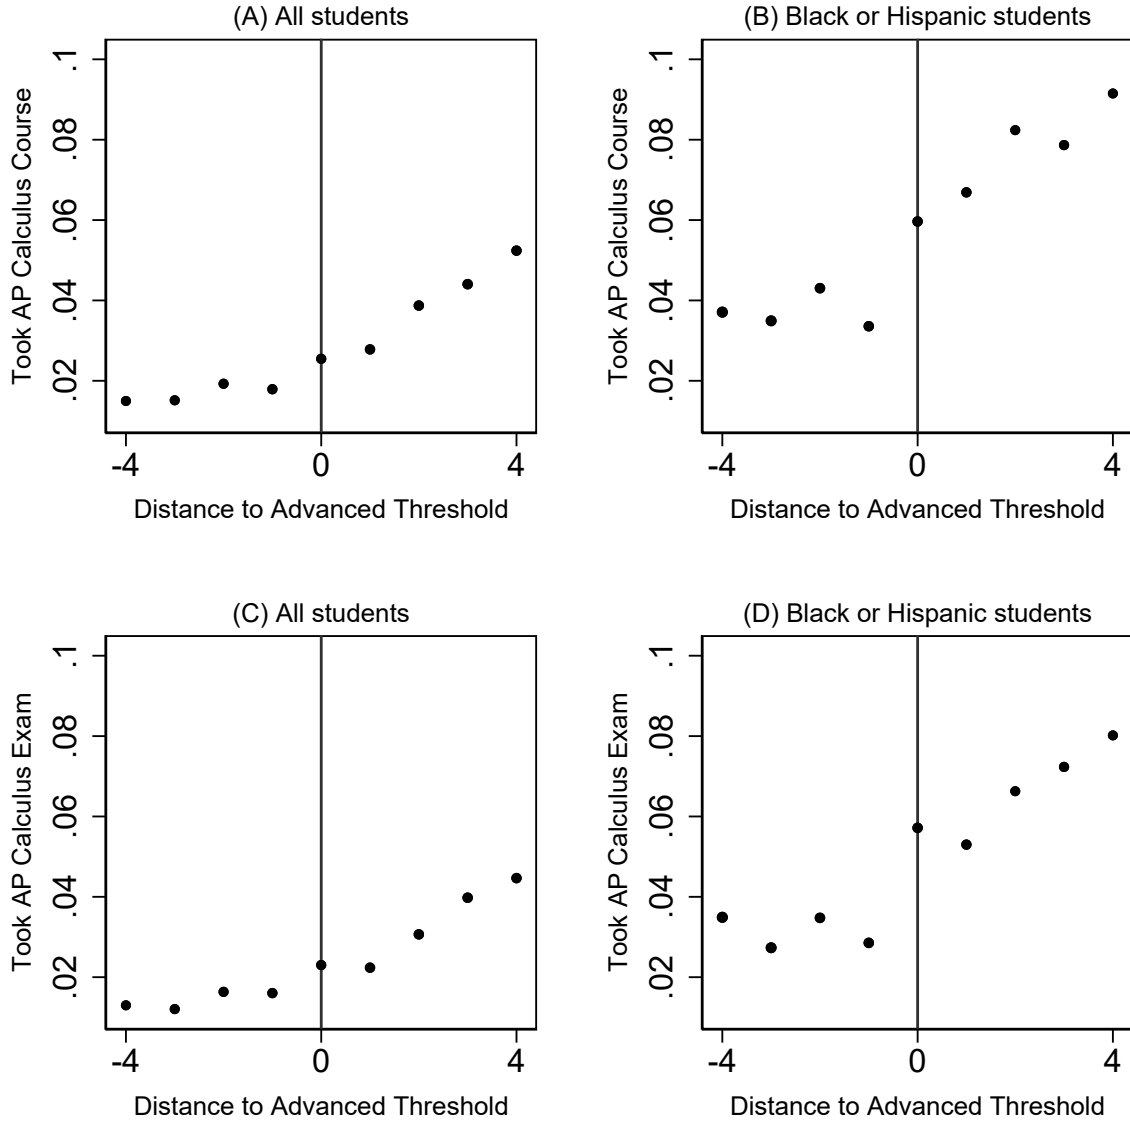 (A) All students
Took AP Calculus Course
.1
.08
.06
.04
.02
-4 0 4
Distance to Advanced Threshold
(B) Black or Hispanic students
Took AP Calculus Course
.1
.08
.06
.04
.02
-4 0 4
Distance to Advanced Threshold
(C) All students
Took AP Calculus Exam
.1
.08
.06
.04
.02
-4 0 4
Distance to Advanced Threshold
(D) Black or Hispanic students
Took AP Calculus Exam
.1
.08
.06
.04
.02
-4 0 4
Distance to Advanced Threshold